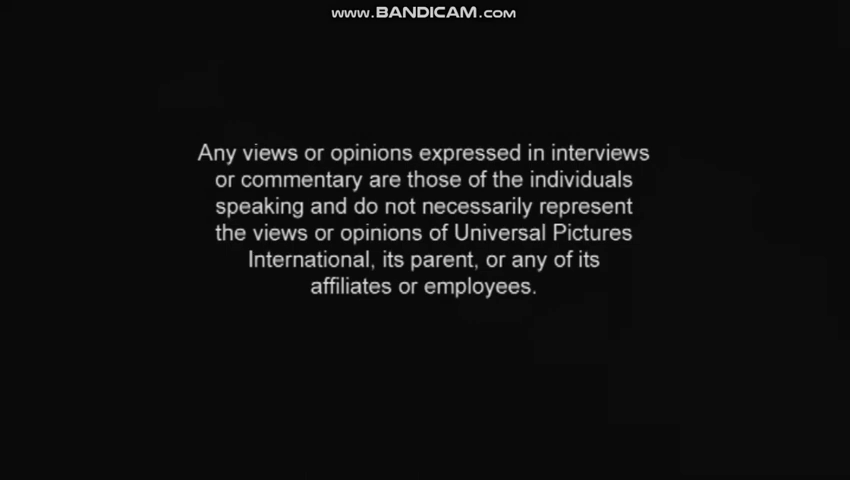 www.BANDICAM.com
Any views or opinions expressed in interviews
or commentary are those of the individuals
speaking and do not necessarily represent
the views or opinions of Universal Pictures
International, its parent, or any of its
affiliates or employees.